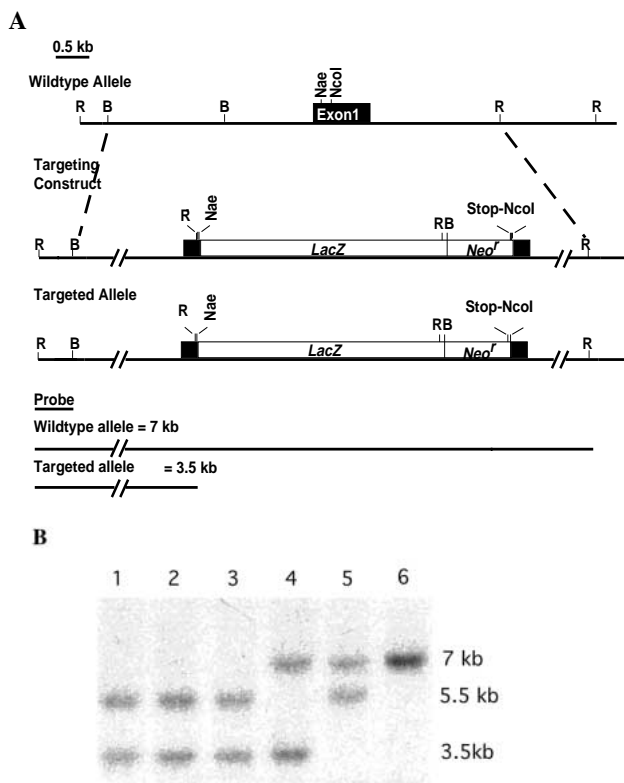 A
0.5 kb
Wildtype Allele
Nae
NcoI
R B B Exon1 R R
Targeting
Construct
R Nae RB Stop-NcoI
R B LacZ Neoʳ R
Targeted Allele
R Nae RB Stop-NcoI
R B LacZ Neoʳ R
Probe
Wildtype allele = 7 kb
Targeted allele = 3.5 kb
B
1 2 3 4 5 6
7 kb
5.5 kb
3.5kb